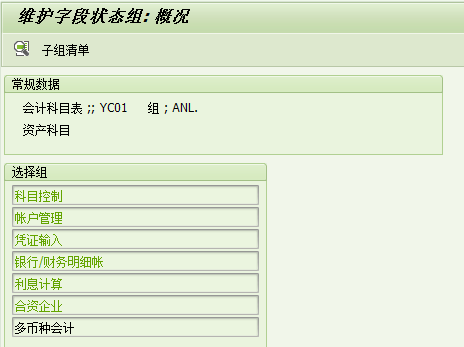 维护字段状态组: 概况
子组清单
常规数据
会计科目表 ;; YC01 组 ; ANL.
资产科目
选择组
科目控制
帐户管理
凭证输入
银行/财务明细帐
利息计算
合资企业
多币种会计